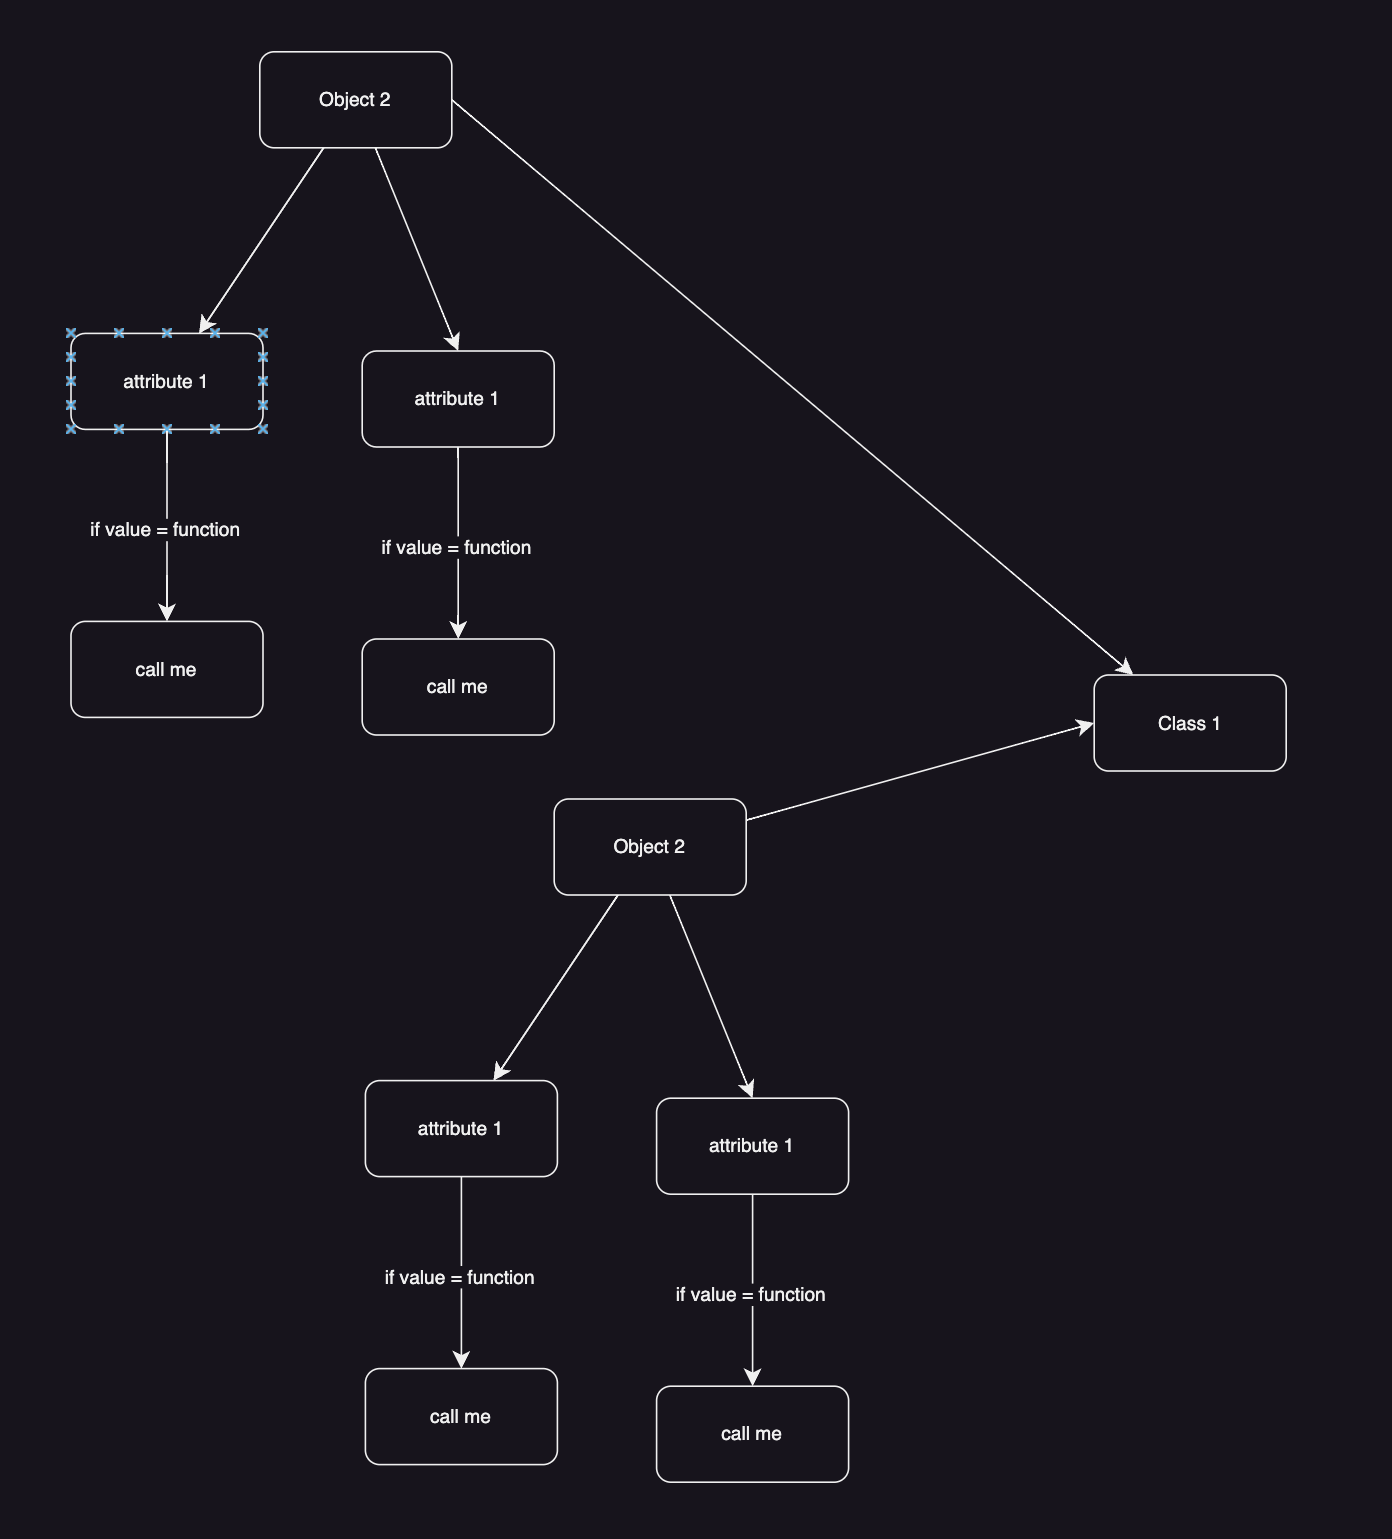 Object 2
attribute 1
attribute 1
if value = function
if value = function
call me
call me
Class 1
Object 2
attribute 1
attribute 1
if value = function
if value = function
call me
call me